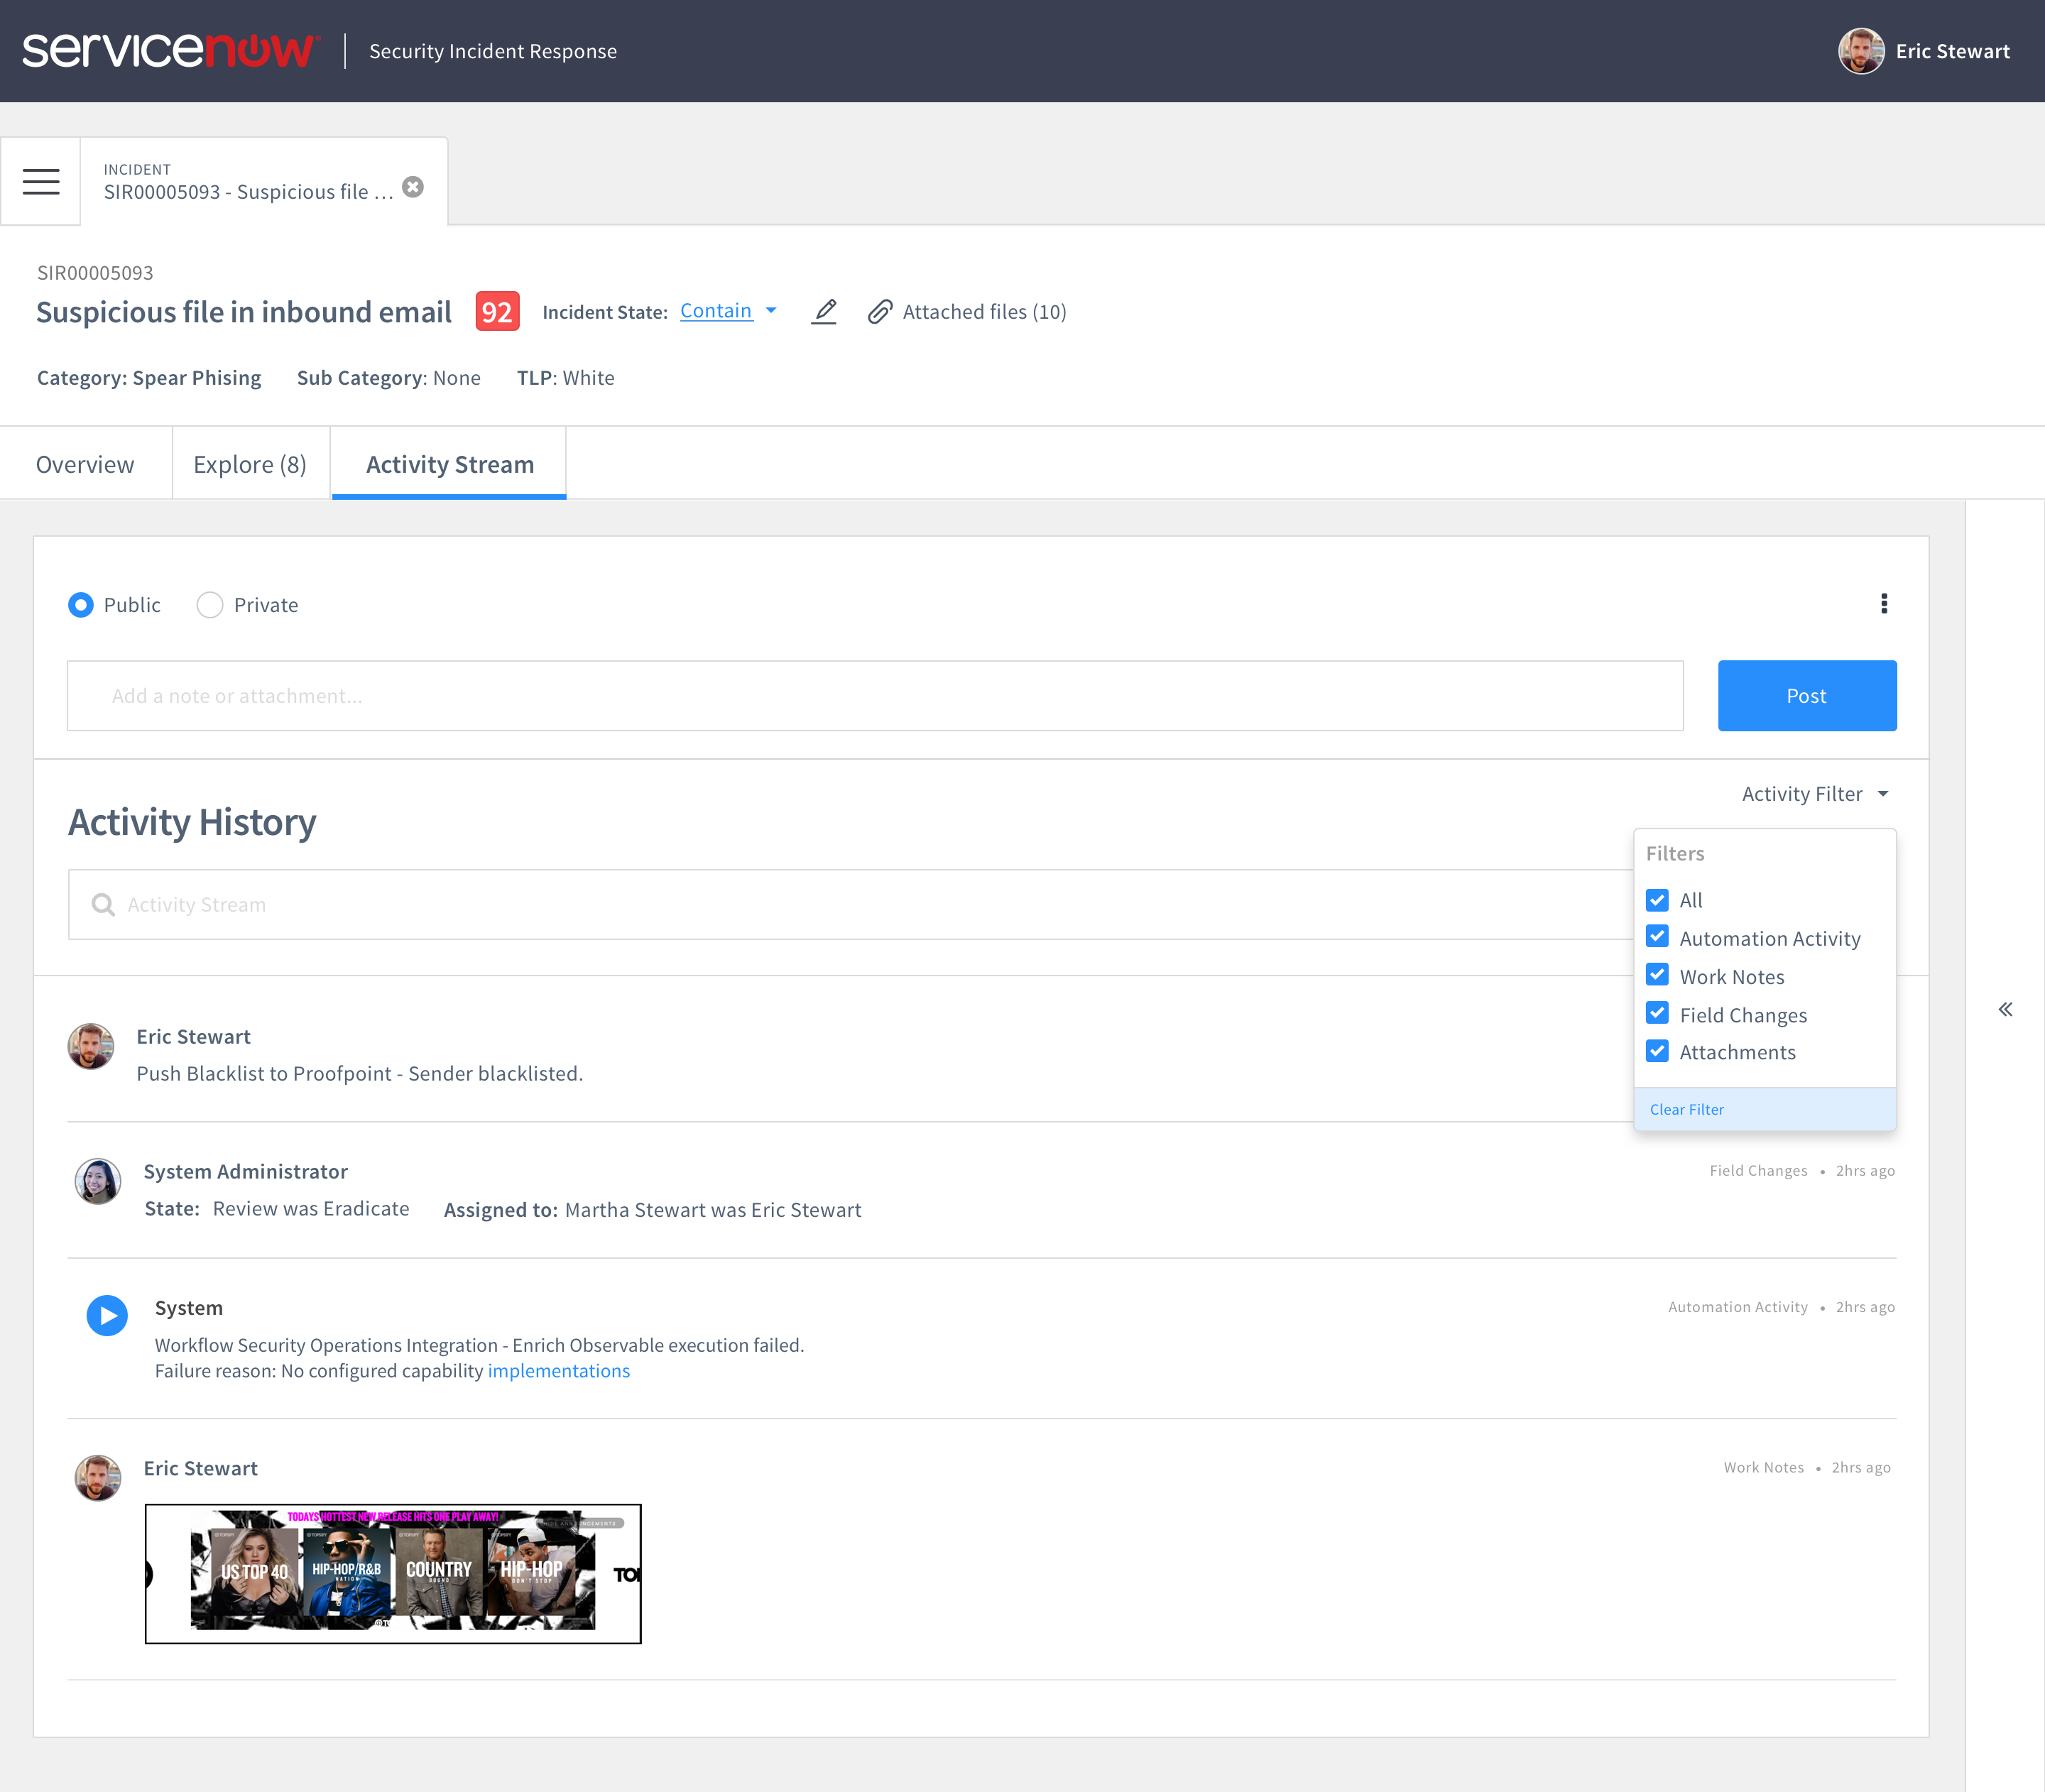 servicenow
Security Incident Response
Eric Stewart
INCIDENT
SIR00005093 - Suspicious file ...
SIR00005093
Suspicious file in inbound email
92
Incident State: Contain
Attached files (10)
Category: Spear Phising Sub Category: None TLP: White
Overview
Explore (8)
Activity Stream
Public
Private
Add a note or attachment...
Post
Activity Filter
Activity History
Filters
All
Automation Activity
Work Notes
Field Changes
Attachments
Clear Filter
Activity Stream
Eric Stewart
Push Blacklist to Proofpoint - Sender blacklisted.
System Administrator
Field Changes • 2hrs ago
State: Review was Eradicate Assigned to: Martha Stewart was Eric Stewart
System
Automation Activity • 2hrs ago
Workflow Security Operations Integration - Enrich Observable execution failed.
Failure reason: No configured capability implementations
Eric Stewart
Work Notes • 2hrs ago
TODAYS HOTTEST NEW RELEASE HITS ONE PLAY AWAY!
US TOP 40
HIP-HOP/R&B
NATION
COUNTRY
HIP-HOP
DON'T STOP